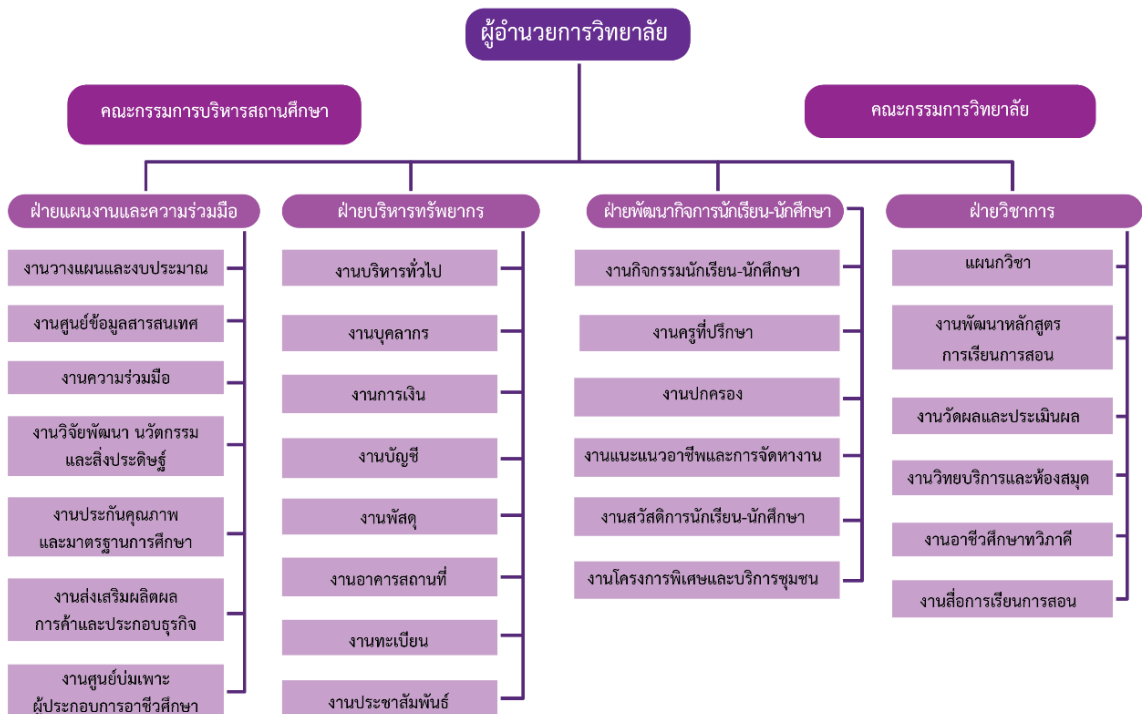 ผู้อำนวยการวิทยาลัย
คณะกรรมการบริหารสถานศึกษา
คณะกรรมการวิทยาลัย
ฝ่ายแผนงานและความร่วมมือ
งานวางแผนและงบประมาณ
งานศูนย์ข้อมูลสารสนเทศ
งานความร่วมมือ
งานวิจัยพัฒนา นวัตกรรม
และสิ่งประดิษฐ์
งานประกันคุณภาพ
และมาตรฐานการศึกษา
งานส่งเสริมผลิตผล
การค้าและประกอบธุรกิจ
งานศูนย์บ่มเพาะ
ผู้ประกอบการอาชีวศึกษา
ฝ่ายบริหารทรัพยากร
งานบริหารทั่วไป
งานบุคลากร
งานการเงิน
งานบัญชี
งานพัสดุ
งานอาคารสถานที่
งานทะเบียน
งานประชาสัมพันธ์
ฝ่ายพัฒนากิจการนักเรียน-นักศึกษา
งานกิจกรรมนักเรียน-นักศึกษา
งานครูที่ปรึกษา
งานปกครอง
งานแนะแนวอาชีพและการจัดหางาน
งานสวัสดิการนักเรียน-นักศึกษา
งานโครงการพิเศษและบริการชุมชน
ฝ่ายวิชาการ
แผนกวิชา
งานพัฒนาหลักสูตร
การเรียนการสอน
งานวัดผลและประเมินผล
งานวิทยบริการและห้องสมุด
งานอาชีวศึกษาทวิภาคี
งานสื่อการเรียนการสอน